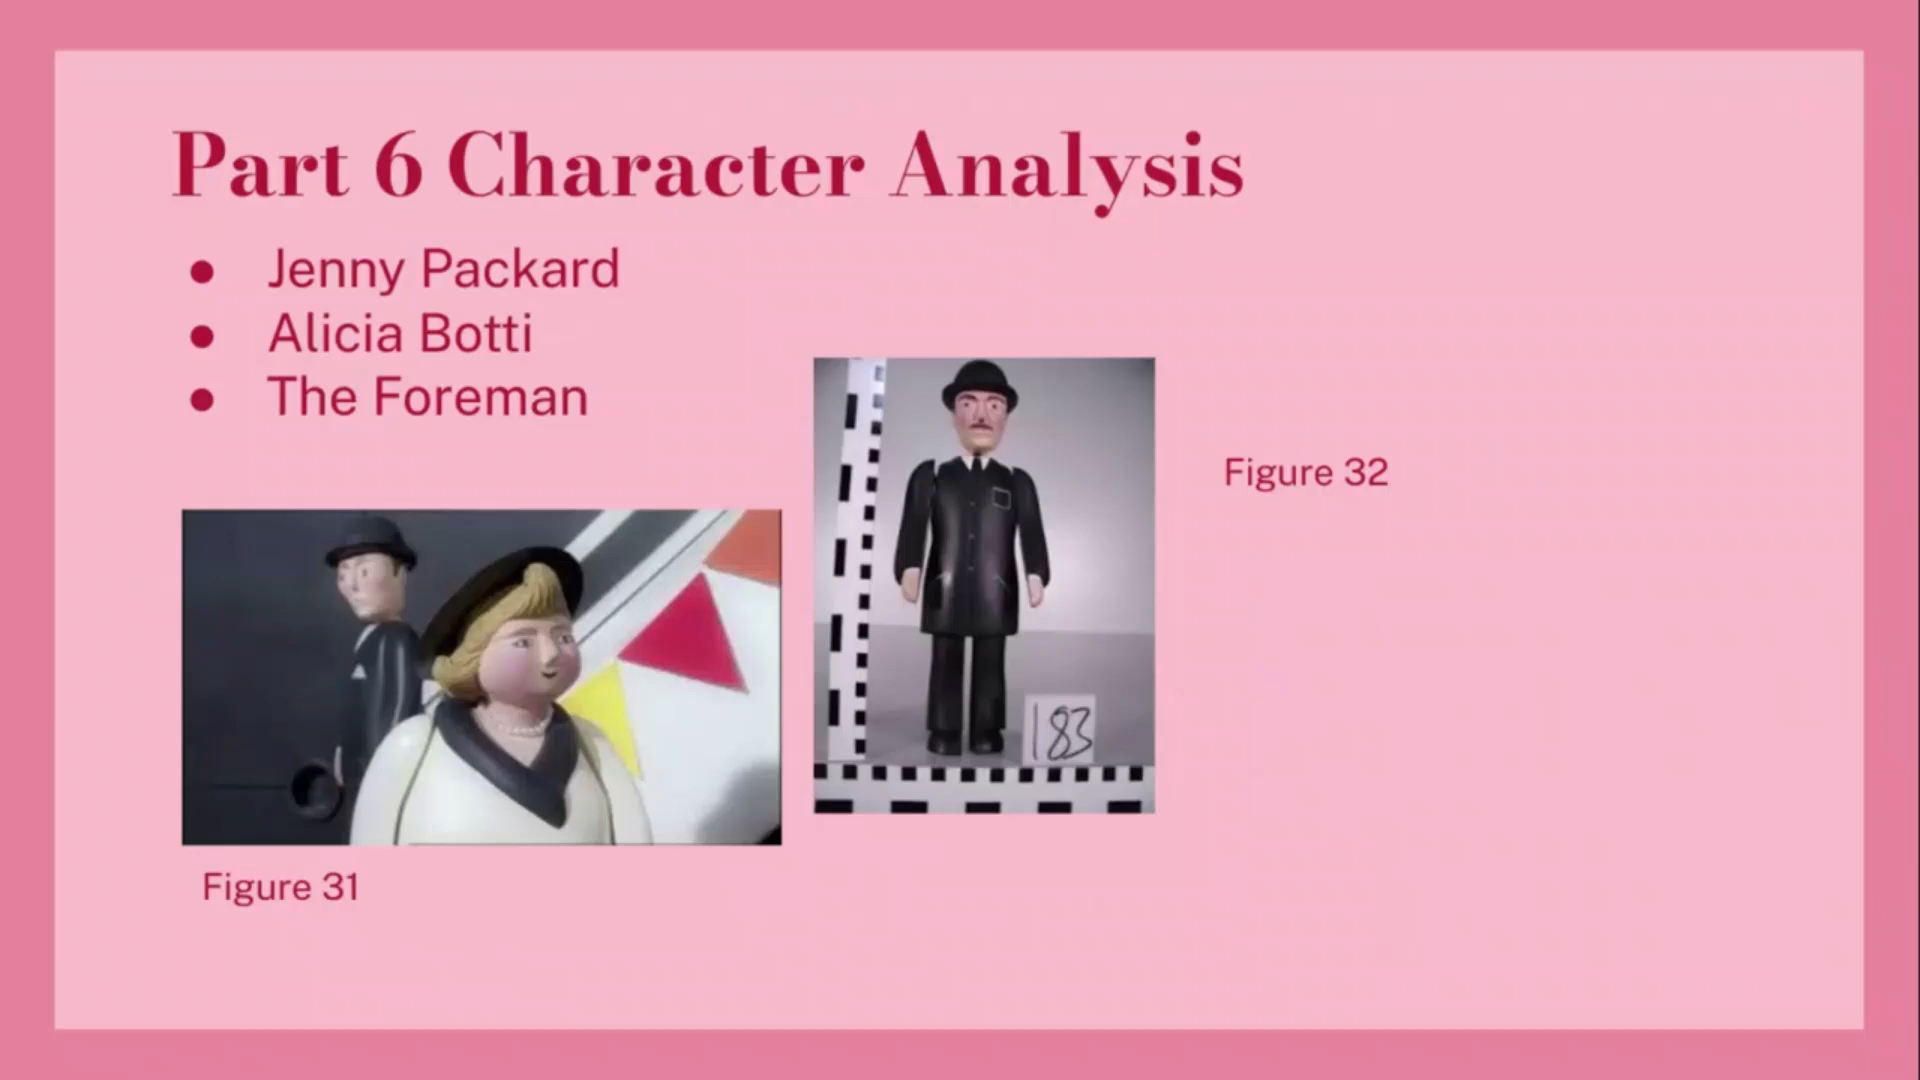 Part 6 Character Analysis
● Jenny Packard
● Alicia Botti
● The Foreman
Figure 32
183
Figure 31